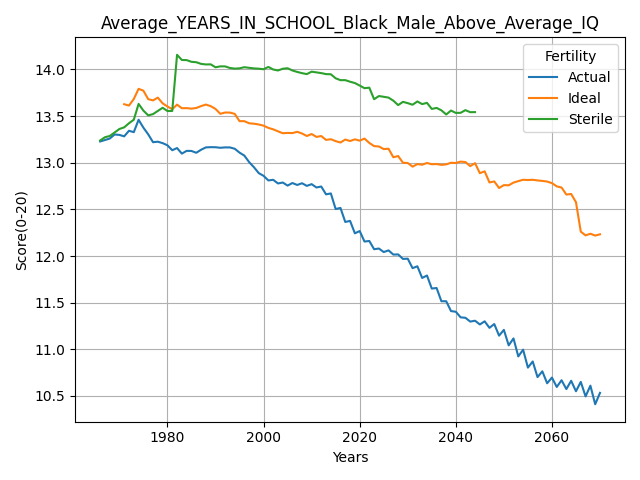 Average_YEARS_IN_SCHOOL_Black_Male_Above_Average_IQ
Fertility
Actual
Ideal
Sterile
Score(0-20)
14.0
13.5
13.0
12.5
12.0
11.5
11.0
10.5
1980
2000
2020
2040
2060
Years